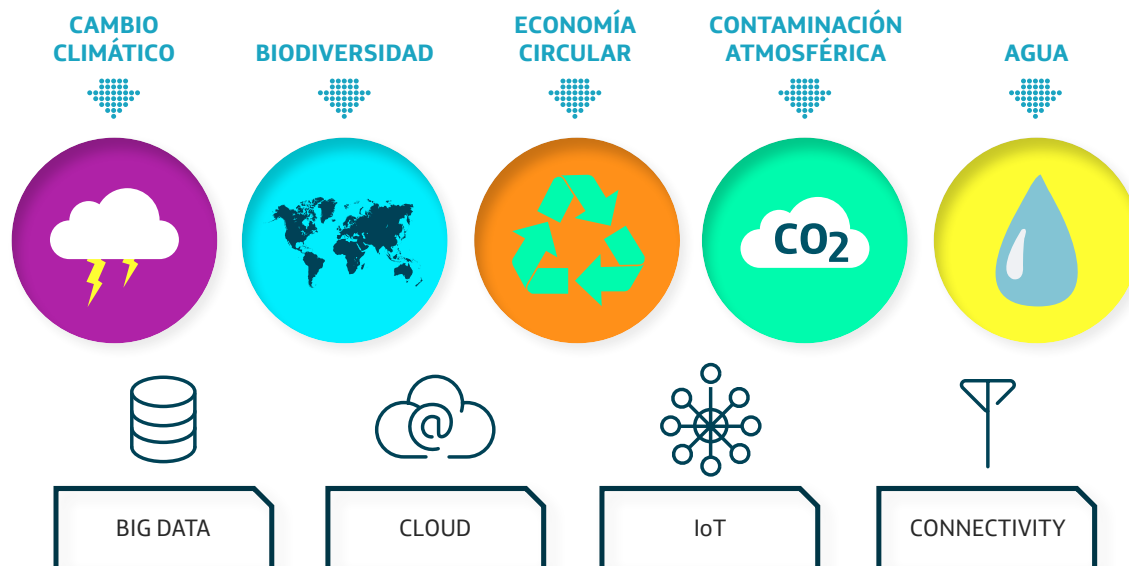 CAMBIO
CLIMÁTICO
BIODIVERSIDAD
ECONOMÍA
CIRCULAR
CONTAMINACIÓN
ATMOSFÉRICA
AGUA
CO2
@
BIG DATA
CLOUD
IoT
CONNECTIVITY